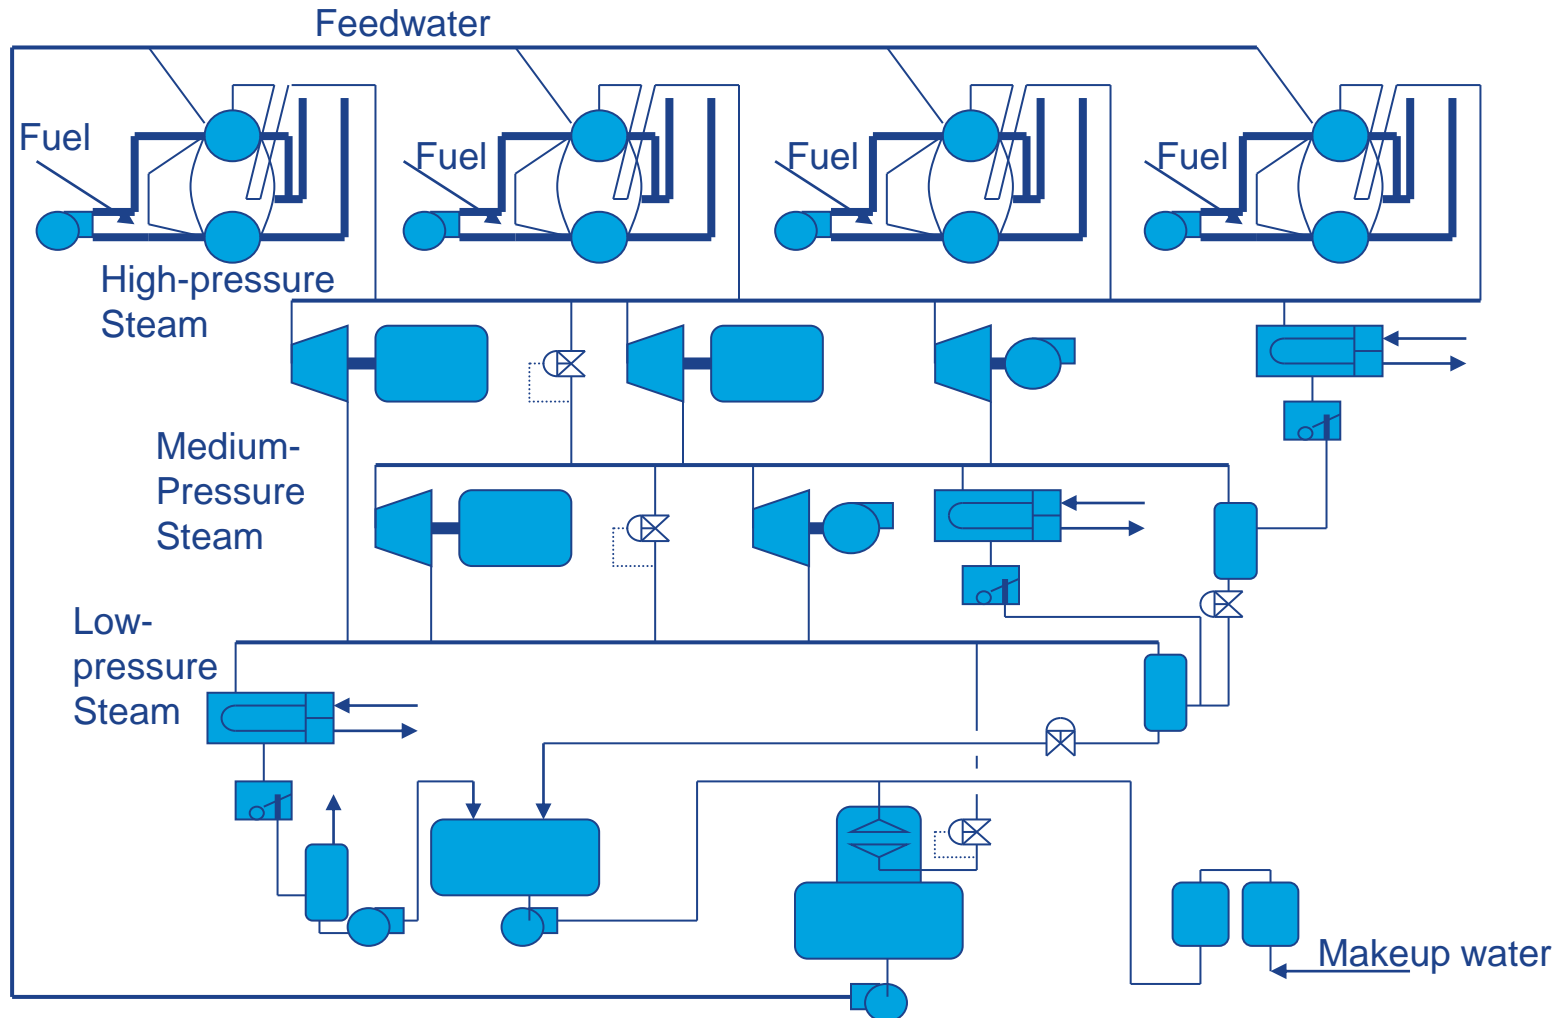 Feedwater
Fuel
Fuel
Fuel
Fuel
High-pressure
Steam
Medium-
Pressure
Steam
Low-
pressure
Steam
Makeup water